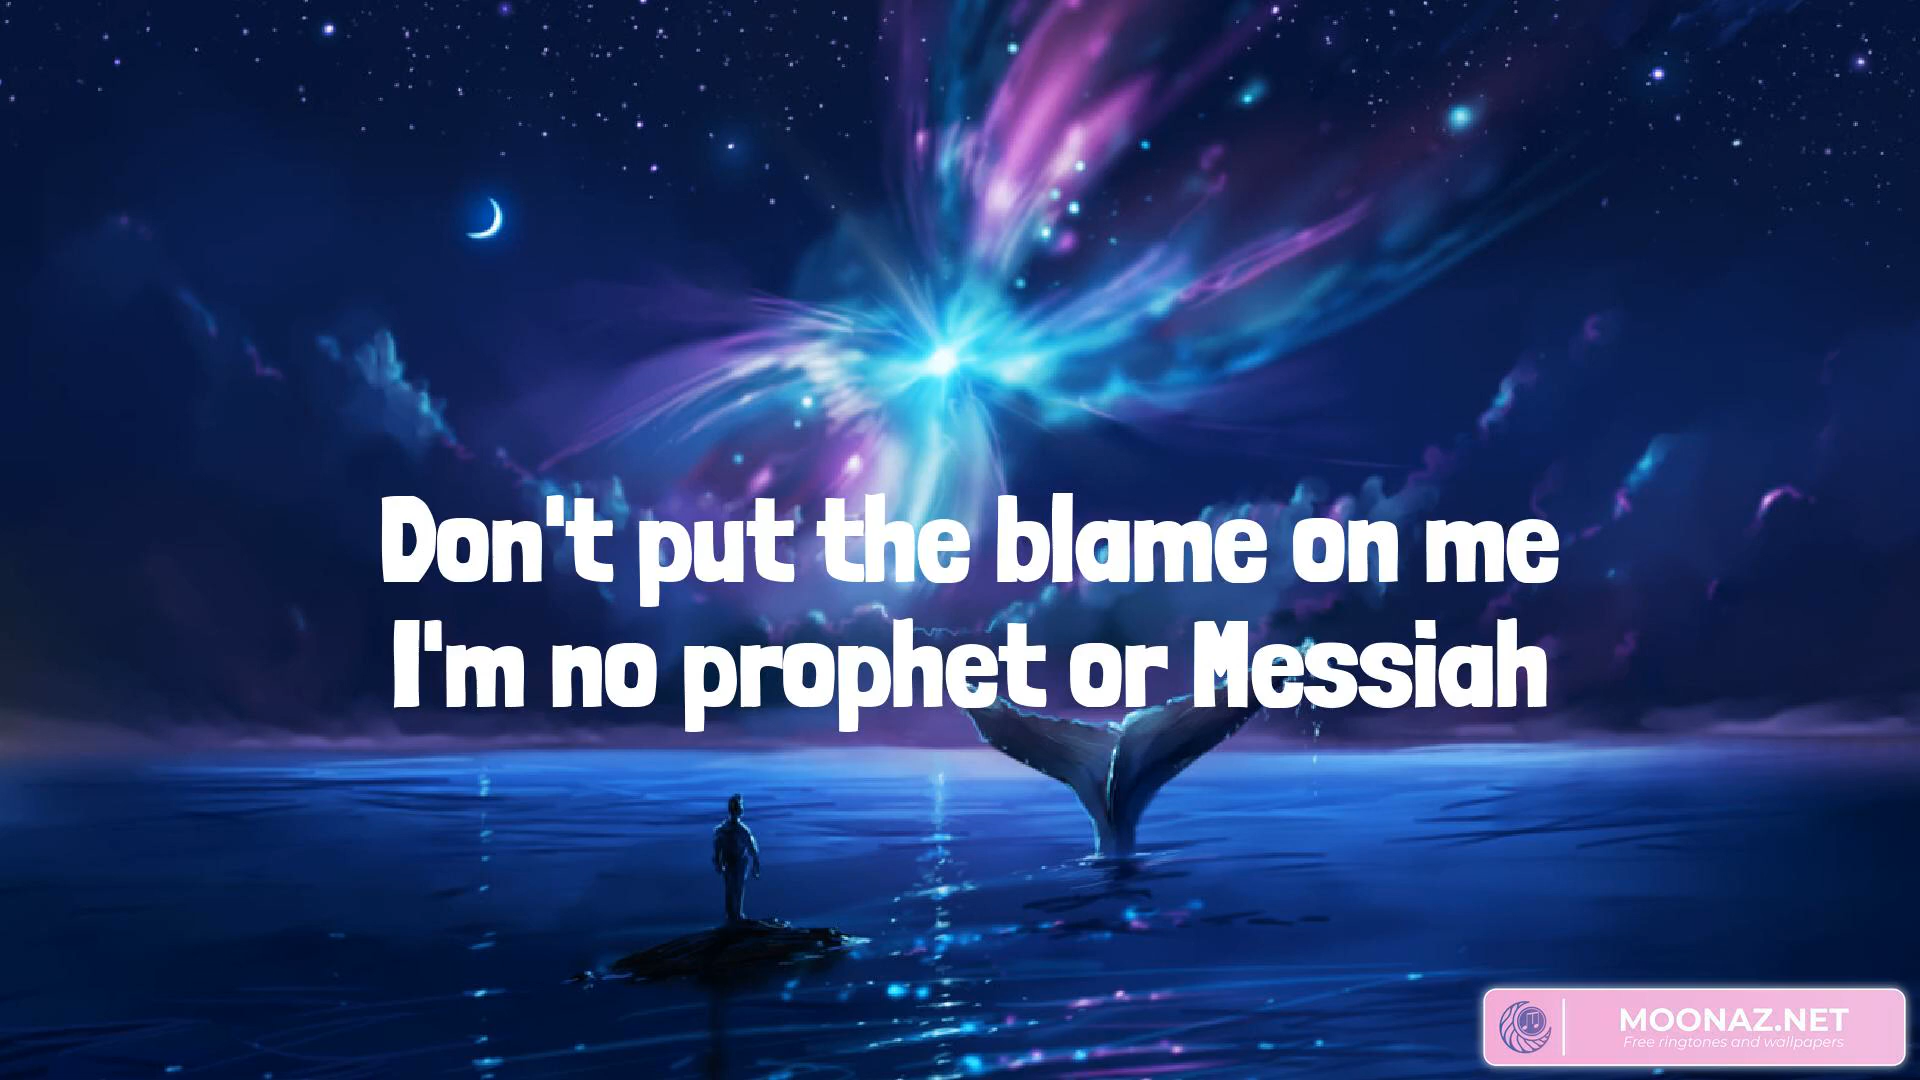 Don't put the blame on me
I'm no prophet or Messiah
MOONAZ.NET
Free ringtones and wallpapers